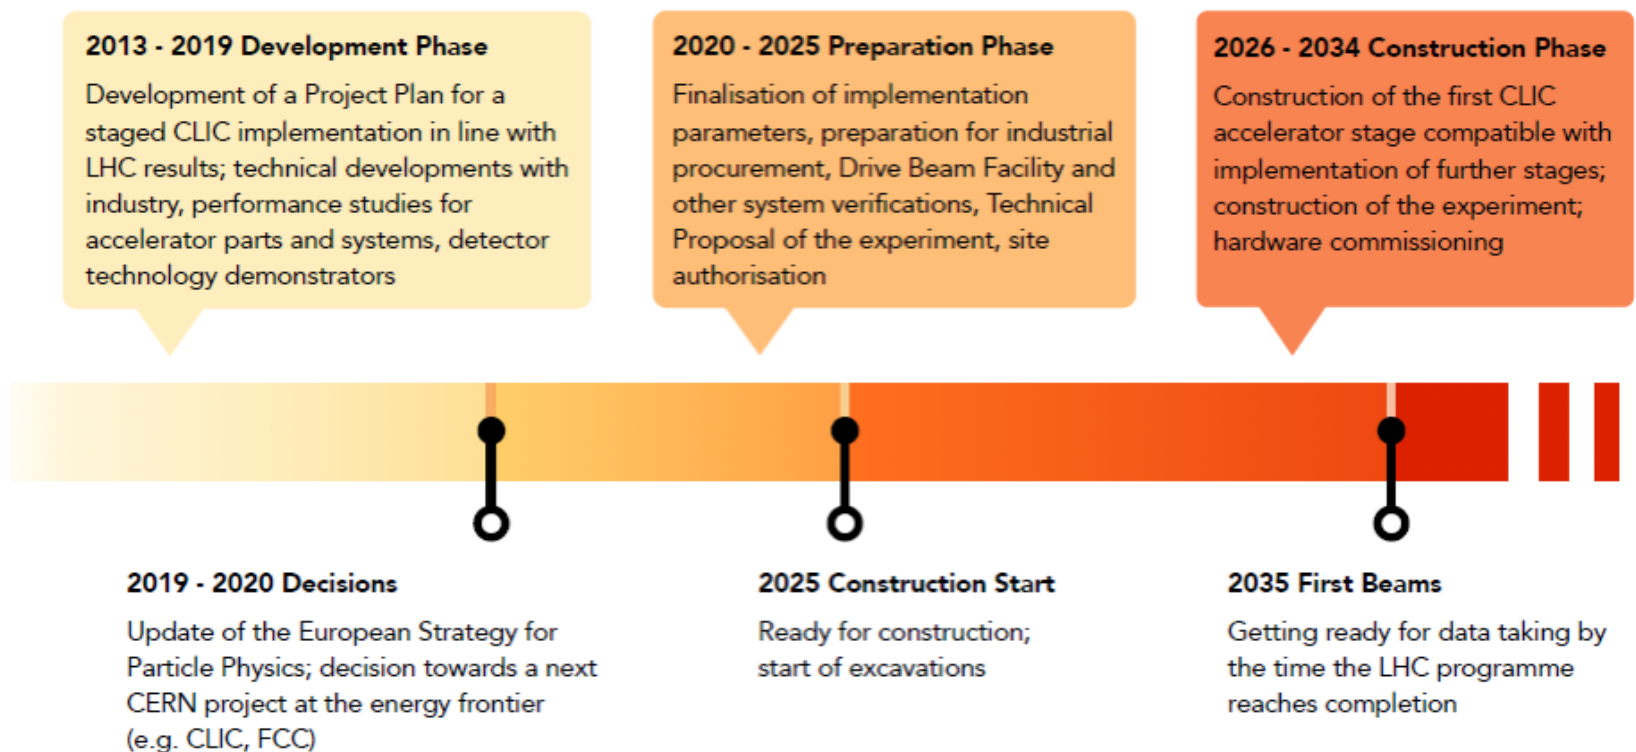 2013 - 2019 Development Phase
Development of a Project Plan for a
staged CLIC implementation in line with
LHC results; technical developments with
industry, performance studies for
accelerator parts and systems, detector
technology demonstrators
2020 - 2025 Preparation Phase
Finalisation of implementation
parameters, preparation for industrial
procurement, Drive Beam Facility and
other system verifications, Technical
Proposal of the experiment, site
authorisation
2026 - 2034 Construction Phase
Construction of the first CLIC
accelerator stage compatible with
implementation of further stages;
construction of the experiment;
hardware commissioning
2019 - 2020 Decisions
Update of the European Strategy for
Particle Physics; decision towards a next
CERN project at the energy frontier
(e.g. CLIC, FCC)
2025 Construction Start
Ready for construction;
start of excavations
2035 First Beams
Getting ready for data taking by
the time the LHC programme
reaches completion